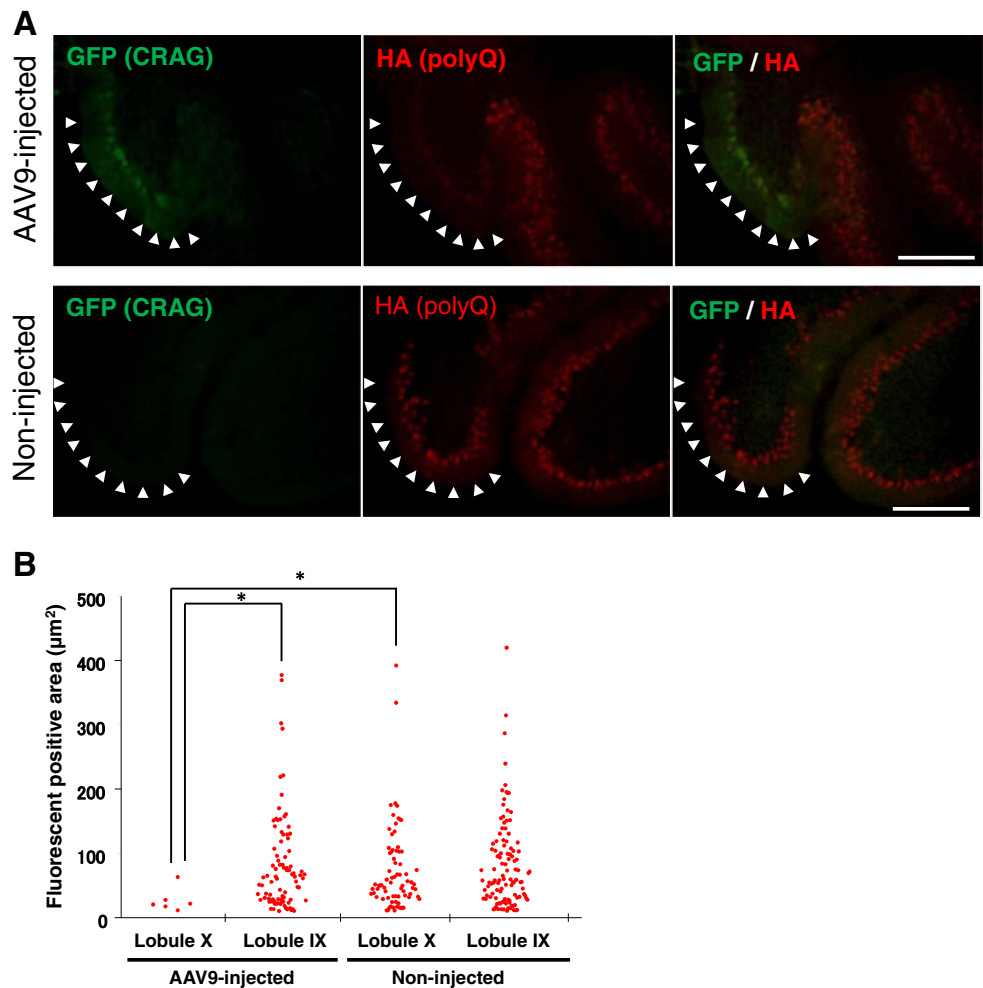 A
AAV9-injected
GFP (CRAG)
HA (polyQ)
GFP / HA
Non-injected
GFP (CRAG)
HA (polyQ)
GFP / HA
B
Fluorescent positive area (μm²)
500
400
300
200
100
0
*
*
Lobule X
Lobule IX
Lobule X
Lobule IX
AAV9-injected
Non-injected